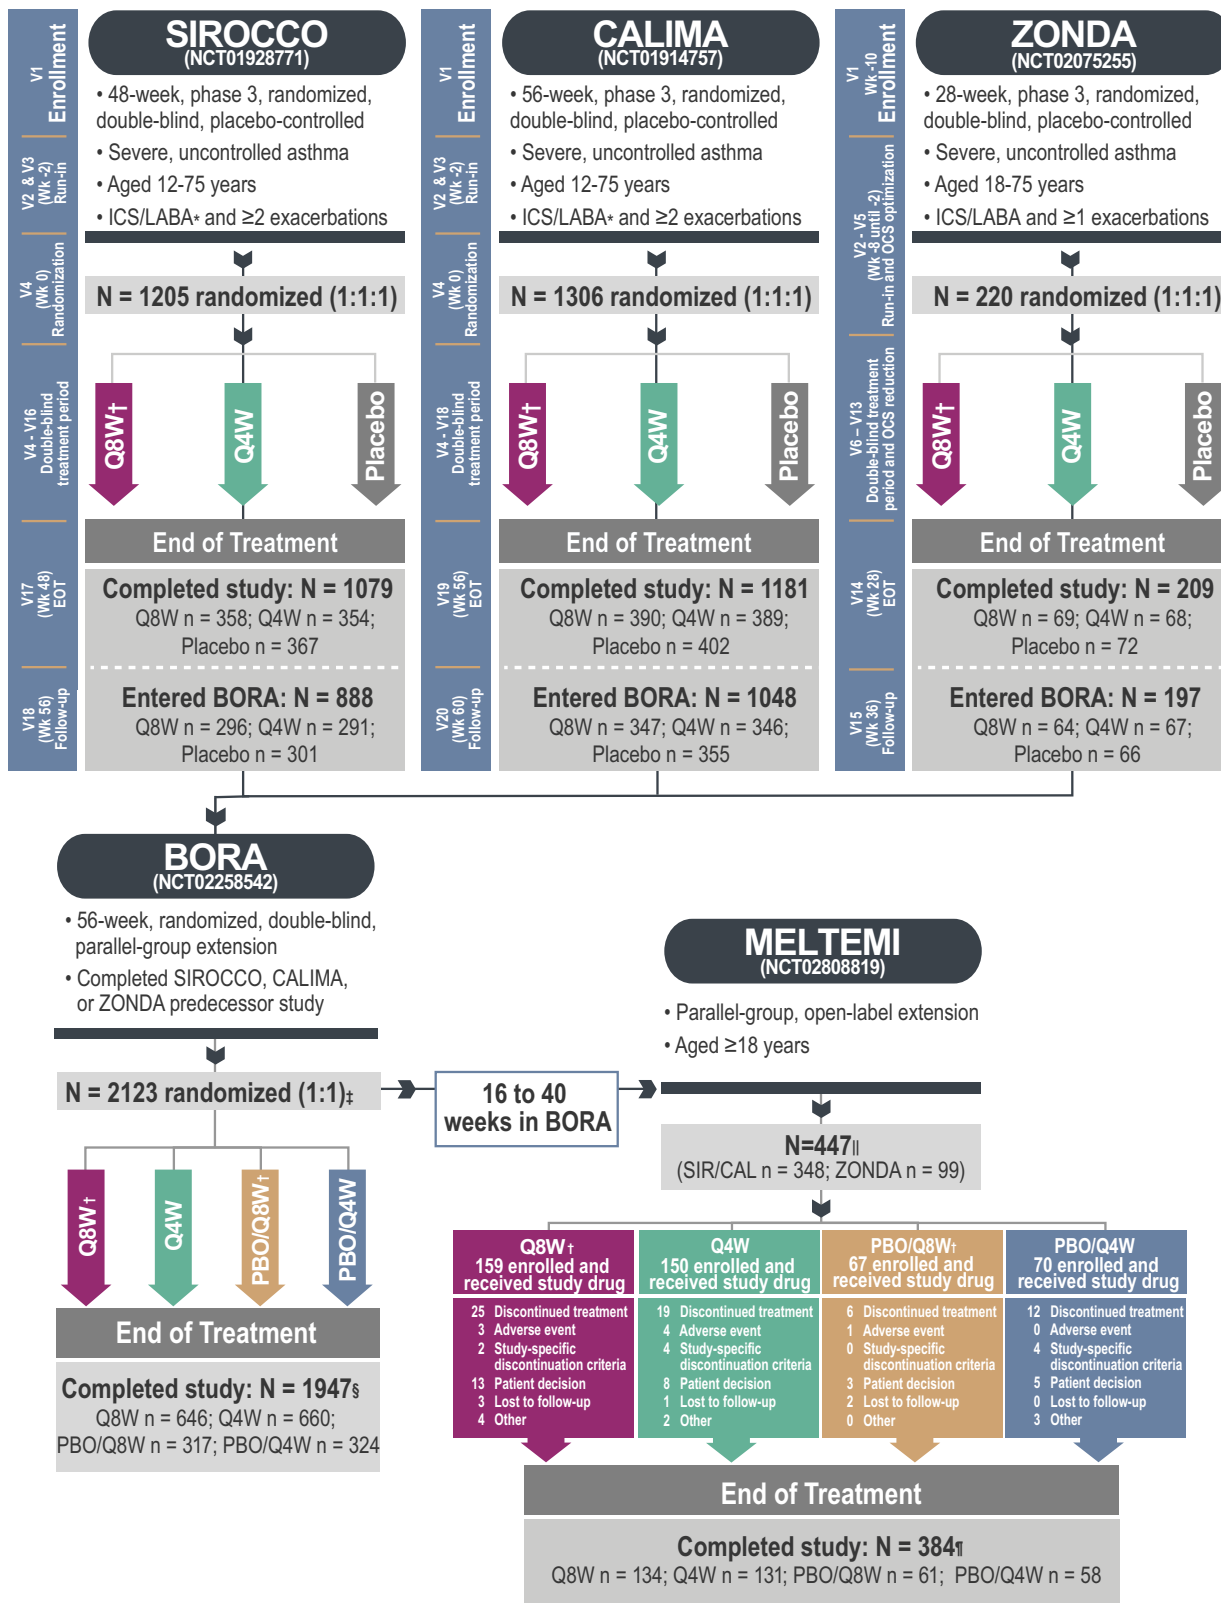 SIROCCO
(NCT01928771)
V1
Enrollment
• 48-week, phase 3, randomized,
double-blind, placebo-controlled
• Severe, uncontrolled asthma
• Aged 12-75 years
• ICS/LABA* and ≥2 exacerbations
V2 & V3
(Wk -2)
Run-in
V4
(Wk 0)
Randomization
N = 1205 randomized (1:1:1)
V4 - V16
Double-blind
treatment period
Q8W†
Q4W
Placebo
End of Treatment
V17
(Wk 48)
EOT
Completed study: N = 1079
Q8W n = 358; Q4W n = 354;
Placebo n = 367
V18
(Wk 56)
Follow-up
Entered BORA: N = 888
Q8W n = 296; Q4W n = 291;
Placebo n = 301
CALIMA
(NCT01914757)
V1
Enrollment
• 56-week, phase 3, randomized,
double-blind, placebo-controlled
• Severe, uncontrolled asthma
• Aged 12-75 years
• ICS/LABA* and ≥2 exacerbations
V2 & V3
(Wk -2)
Run-in
V4
(Wk 0)
Randomization
N = 1306 randomized (1:1:1)
V4 - V18
Double-blind
treatment period
Q8W†
Q4W
Placebo
End of Treatment
V19
(Wk 56)
EOT
Completed study: N = 1181
Q8W n = 390; Q4W n = 389;
Placebo n = 402
V20
(Wk 60)
Follow-up
Entered BORA: N = 1048
Q8W n = 347; Q4W n = 346;
Placebo n = 355
ZONDA
(NCT02075255)
V1
Wk -10
Enrollment
• 28-week, phase 3, randomized,
double-blind, placebo-controlled
• Severe, uncontrolled asthma
• Aged 18-75 years
• ICS/LABA and ≥1 exacerbations
V2 - V5
(Wk -8 until -2)
Run-in and OCS optimization
N = 220 randomized (1:1:1)
V6 – V13
Double-blind treatment
period and OCS reduction
Q8W†
Q4W
Placebo
End of Treatment
V14
(Wk 28)
EOT
Completed study: N = 209
Q8W n = 69; Q4W n = 68;
Placebo n = 72
V15
(Wk 36)
Follow-up
Entered BORA: N = 197
Q8W n = 64; Q4W n = 67;
Placebo n = 66
BORA
(NCT02258542)
• 56-week, randomized, double-blind,
parallel-group extension
• Completed SIROCCO, CALIMA,
or ZONDA predecessor study
N = 2123 randomized (1:1)‡
Q8W†
Q4W
PBO/Q8W†
PBO/Q4W
End of Treatment
Completed study: N = 1947§
Q8W n = 646; Q4W n = 660;
PBO/Q8W n = 317; PBO/Q4W n = 324
16 to 40
weeks in BORA
MELTEMI
(NCT02808819)
• Parallel-group, open-label extension
• Aged ≥18 years
N=447||
(SIR/CAL n = 348; ZONDA n = 99)
Q8W†
159 enrolled and
received study drug
25 Discontinued treatment
3 Adverse event
2 Study-specific
discontinuation criteria
13 Patient decision
3 Lost to follow-up
4 Other
Q4W
150 enrolled and
received study drug
19 Discontinued treatment
4 Adverse event
4 Study-specific
discontinuation criteria
8 Patient decision
1 Lost to follow-up
2 Other
PBO/Q8W†
67 enrolled and
received study drug
6 Discontinued treatment
1 Adverse event
0 Study-specific
discontinuation criteria
3 Patient decision
2 Lost to follow-up
0 Other
PBO/Q4W
70 enrolled and
received study drug
12 Discontinued treatment
0 Adverse event
4 Study-specific
discontinuation criteria
5 Patient decision
0 Lost to follow-up
3 Other
End of Treatment
Completed study: N = 384¶
Q8W n = 134; Q4W n = 131; PBO/Q8W n = 61; PBO/Q4W n = 58